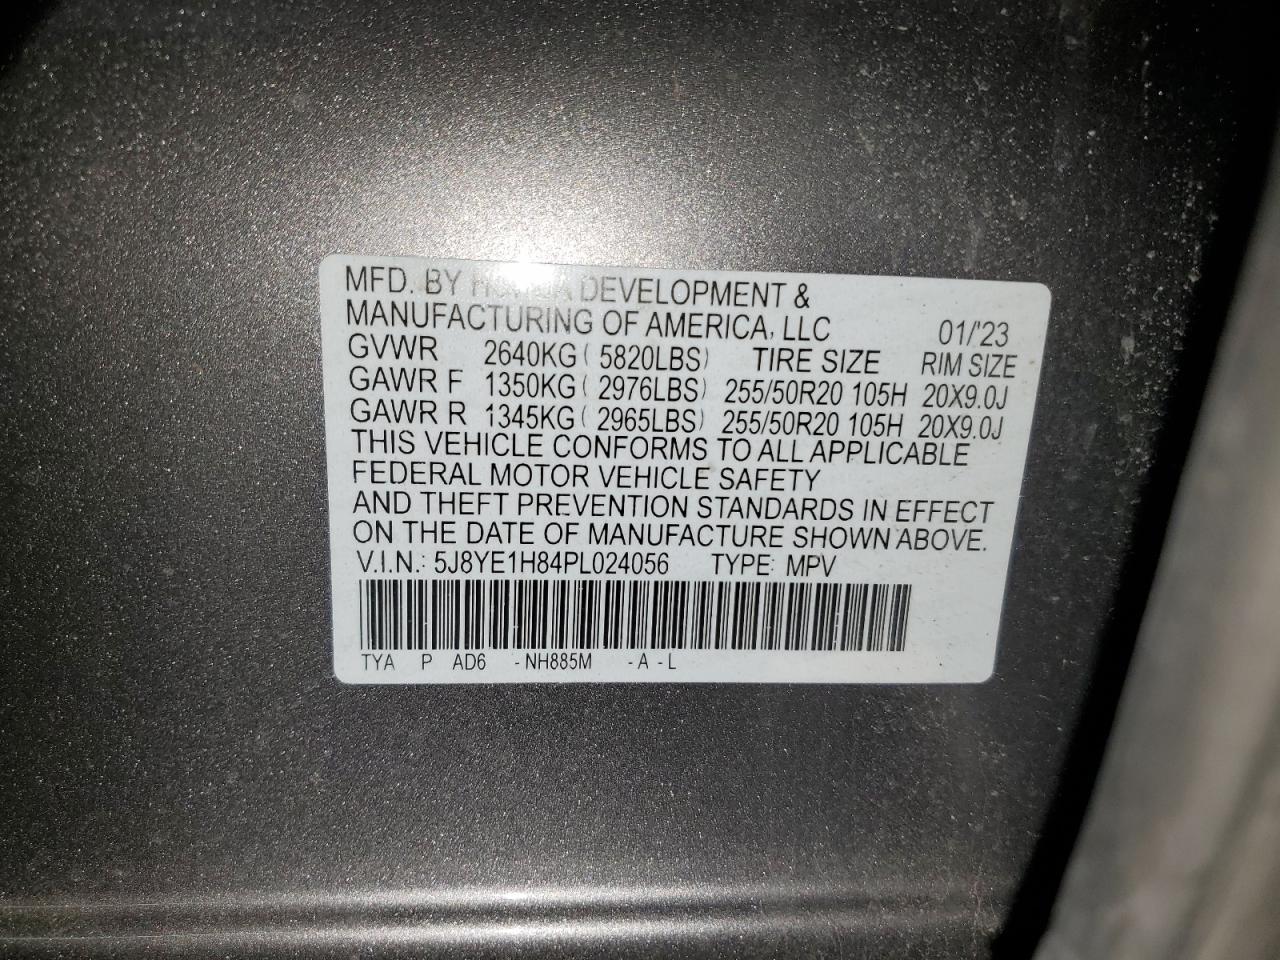 MFD. BY HONDA DEVELOPMENT &
MANUFACTURING OF AMERICA, LLC 01/'23
GVWR 2640KG ( 5820LBS) TIRE SIZE RIM SIZE
GAWR F 1350KG ( 2976LBS) 255/50R20 105H 20X9.0J
GAWR R 1345KG ( 2965LBS) 255/50R20 105H 20X9.0J
THIS VEHICLE CONFORMS TO ALL APPLICABLE
FEDERAL MOTOR VEHICLE SAFETY
AND THEFT PREVENTION STANDARDS IN EFFECT
ON THE DATE OF MANUFACTURE SHOWN ABOVE.
V.I.N.: 5J8YE1H84PL024056 TYPE: MPV
TYA P AD6 -NH885M -A -L